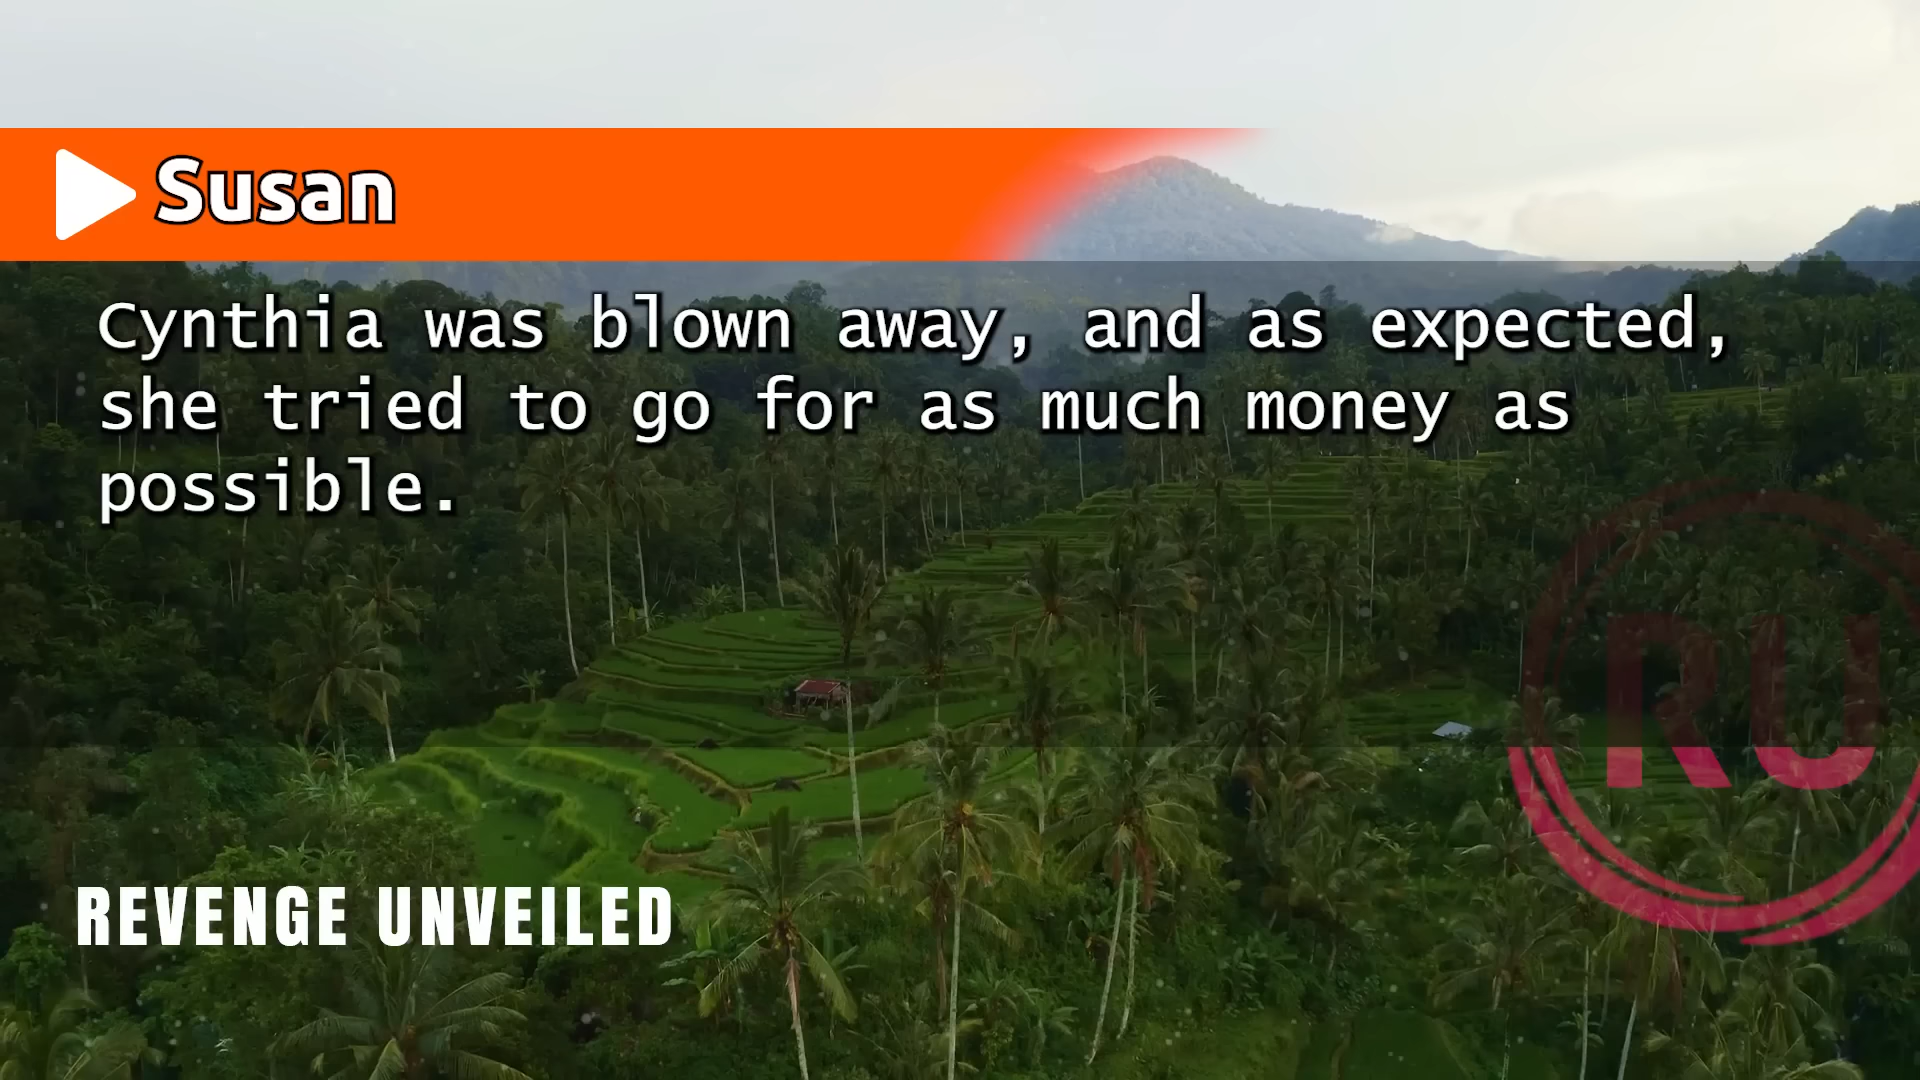 Susan
Cynthia was blown away, and as expected,
she tried to go for as much money as
possible.
RU
REVENGE UNVEILED